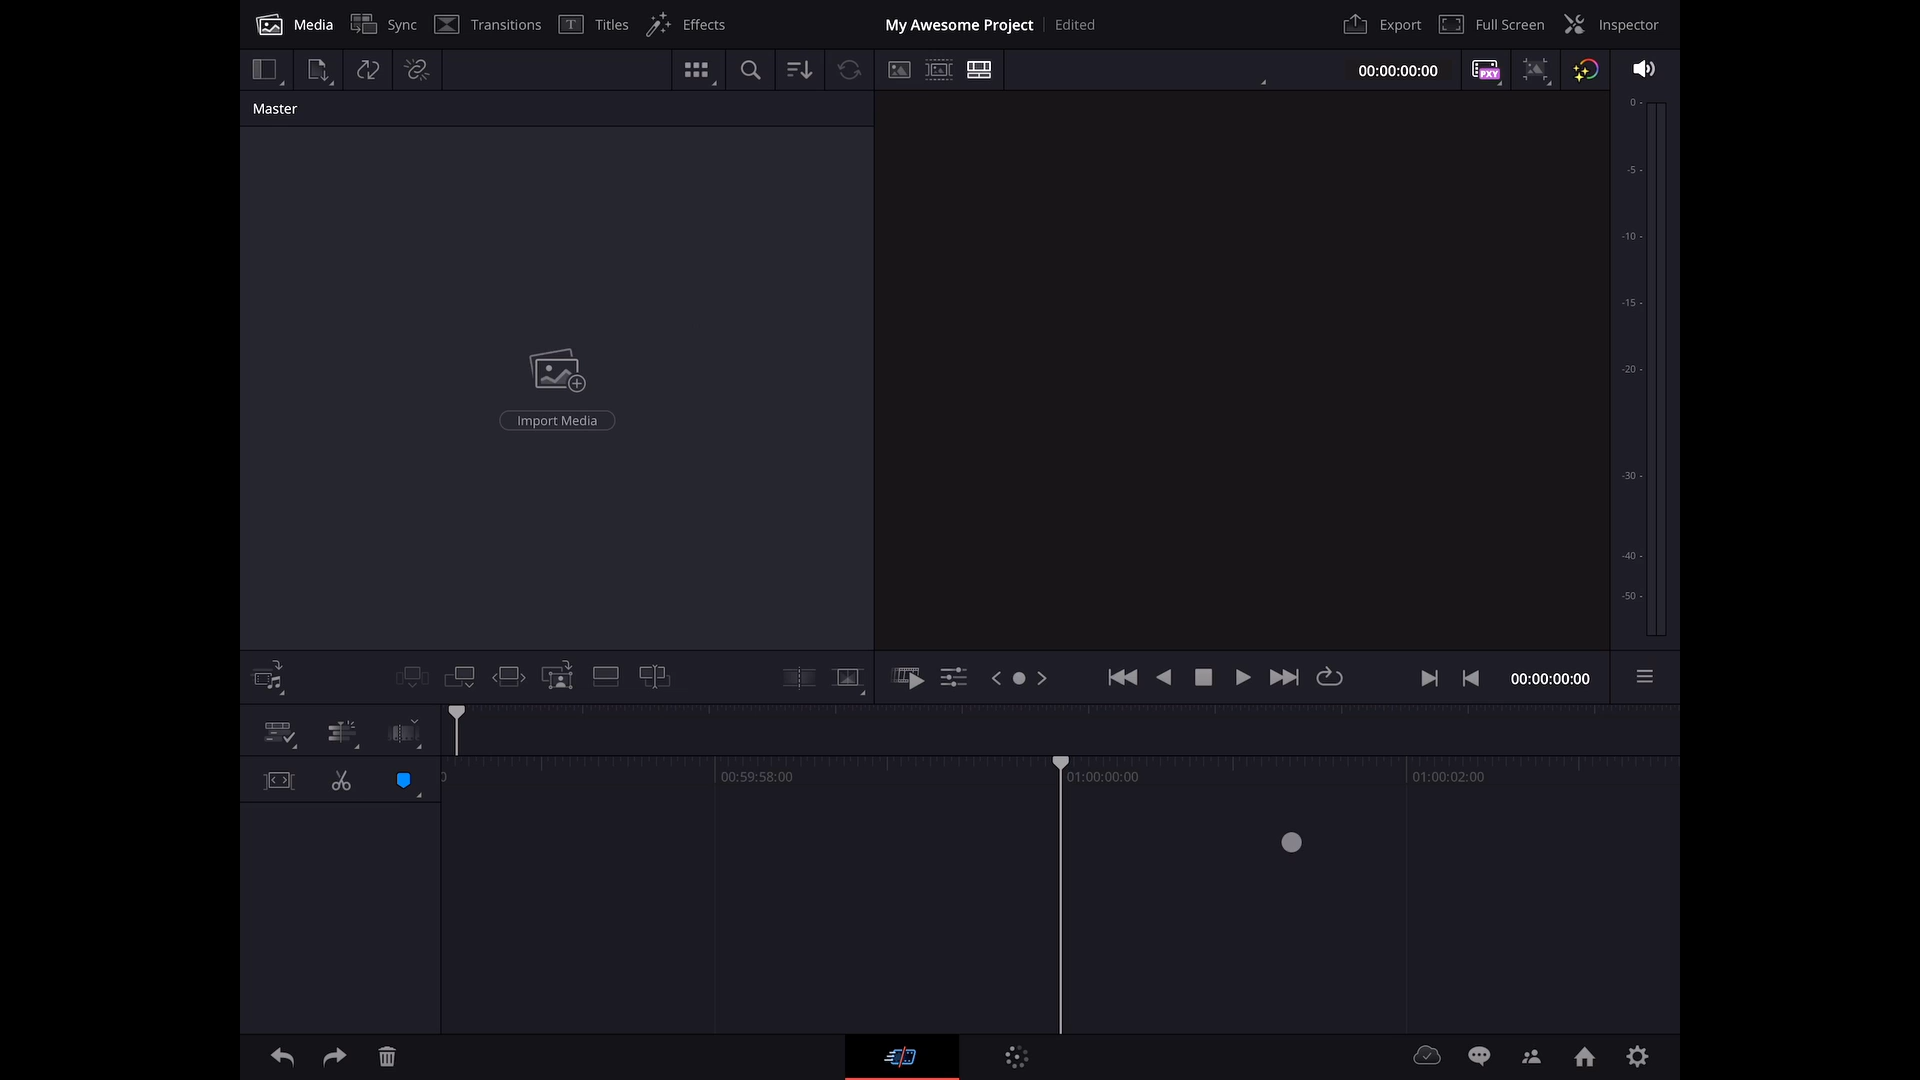 Media
Sync
Transitions
Titles
Effects
My Awesome Project
Edited
Export
Full Screen
Inspector
00:00:00:00
PXY
Master
0
-5
-10
-15
-20
-30
-40
-50
Import Media
00:00:00:00
0
00:59:58:00
01:00:00:00
01:00:02:00